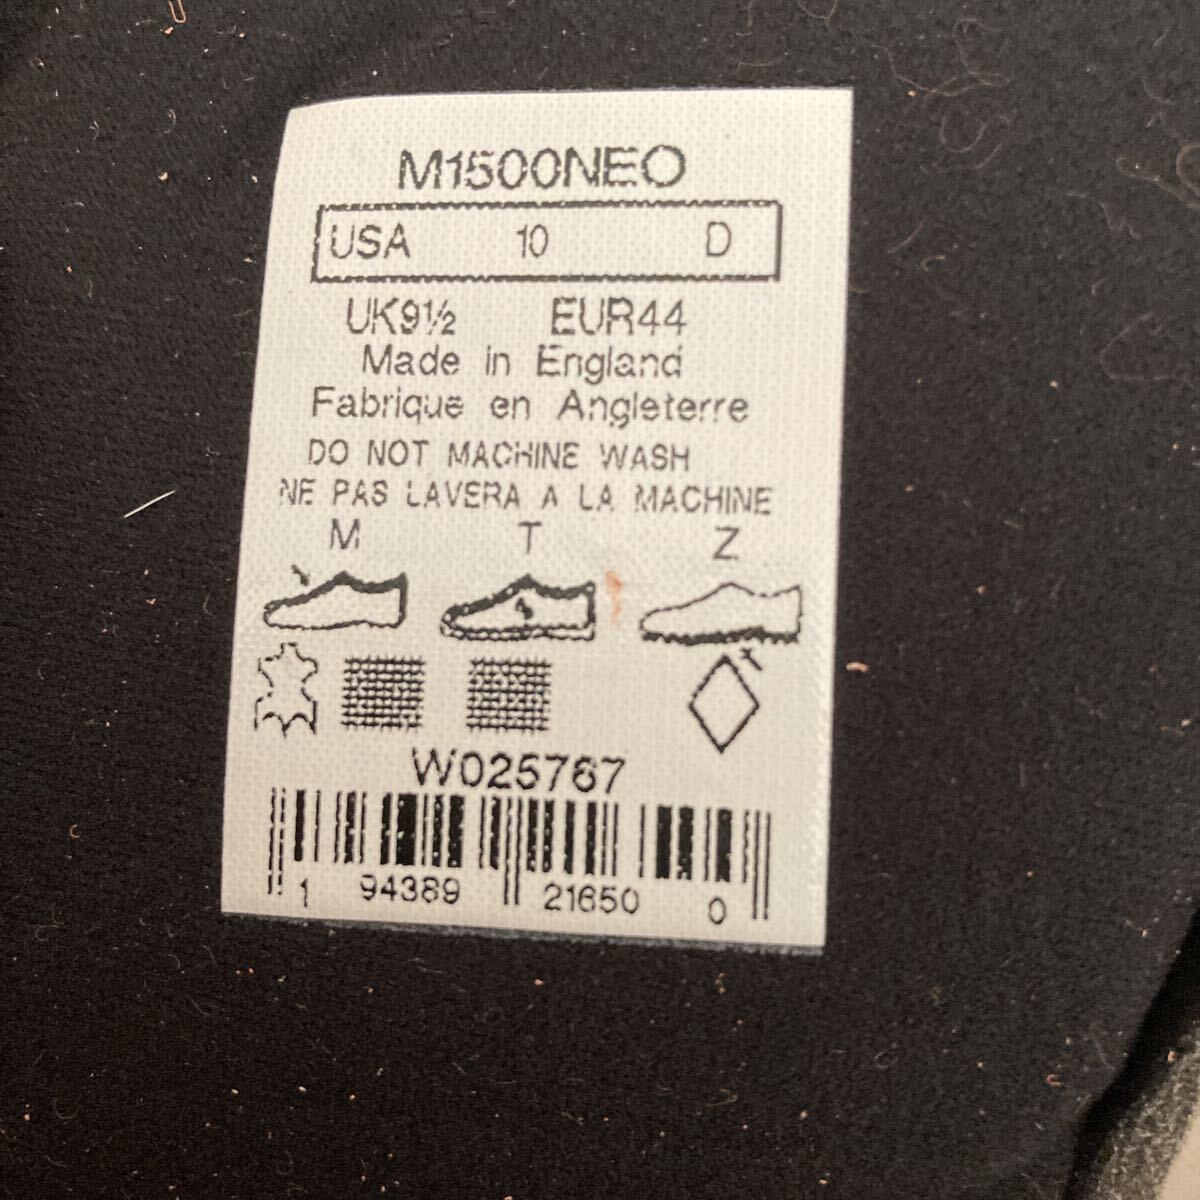 M1500NEO
USA 10 D
UK9½ EUR44
Made in England
Fabrique en Angleterre
DO NOT MACHINE WASH
NE PAS LAVERA A LA MACHINE
M T Z
W025767
1 94389 21650 0